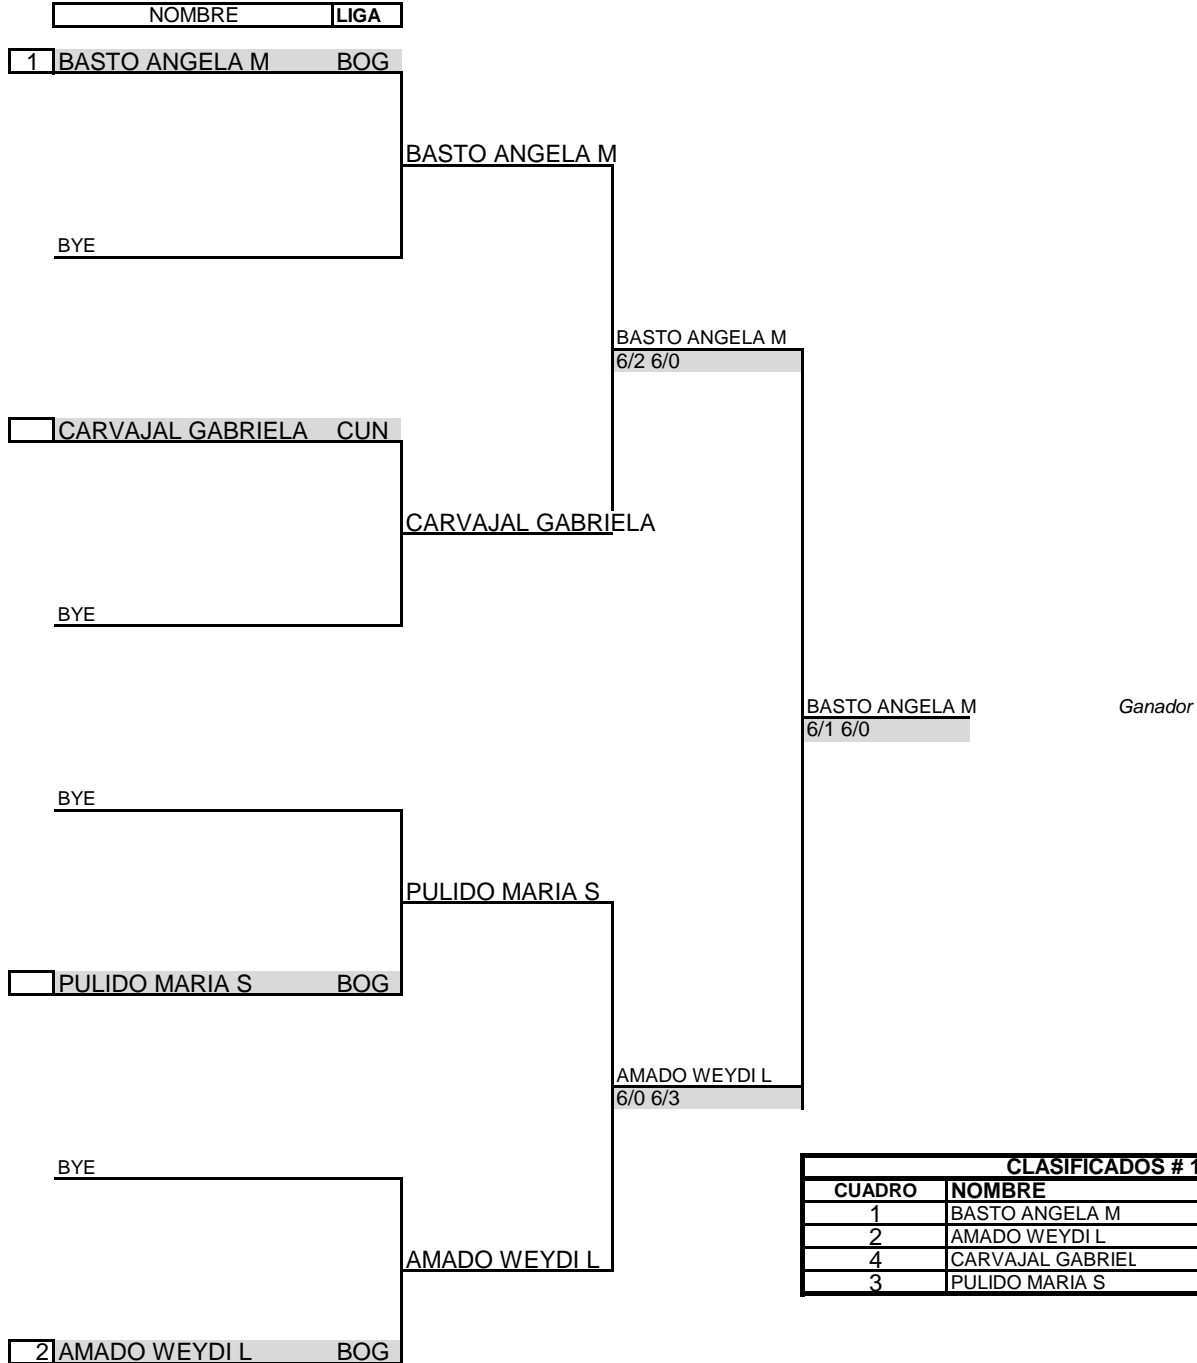 NOMBRE LIGA
1 BASTO ANGELA M BOG
BASTO ANGELA M
BYE
BASTO ANGELA M
6/2 6/0
CARVAJAL GABRIELA CUN
CARVAJAL GABRIELA
BYE
BASTO ANGELA M Ganador
6/1 6/0
BYE
PULIDO MARIA S
PULIDO MARIA S BOG
AMADO WEYDI L
6/0 6/3
BYE
CLASIFICADOS # 1
CUADRO NOMBRE
1 BASTO ANGELA M
2 AMADO WEYDI L
4 CARVAJAL GABRIEL
3 PULIDO MARIA S
AMADO WEYDI L
2 AMADO WEYDI L BOG